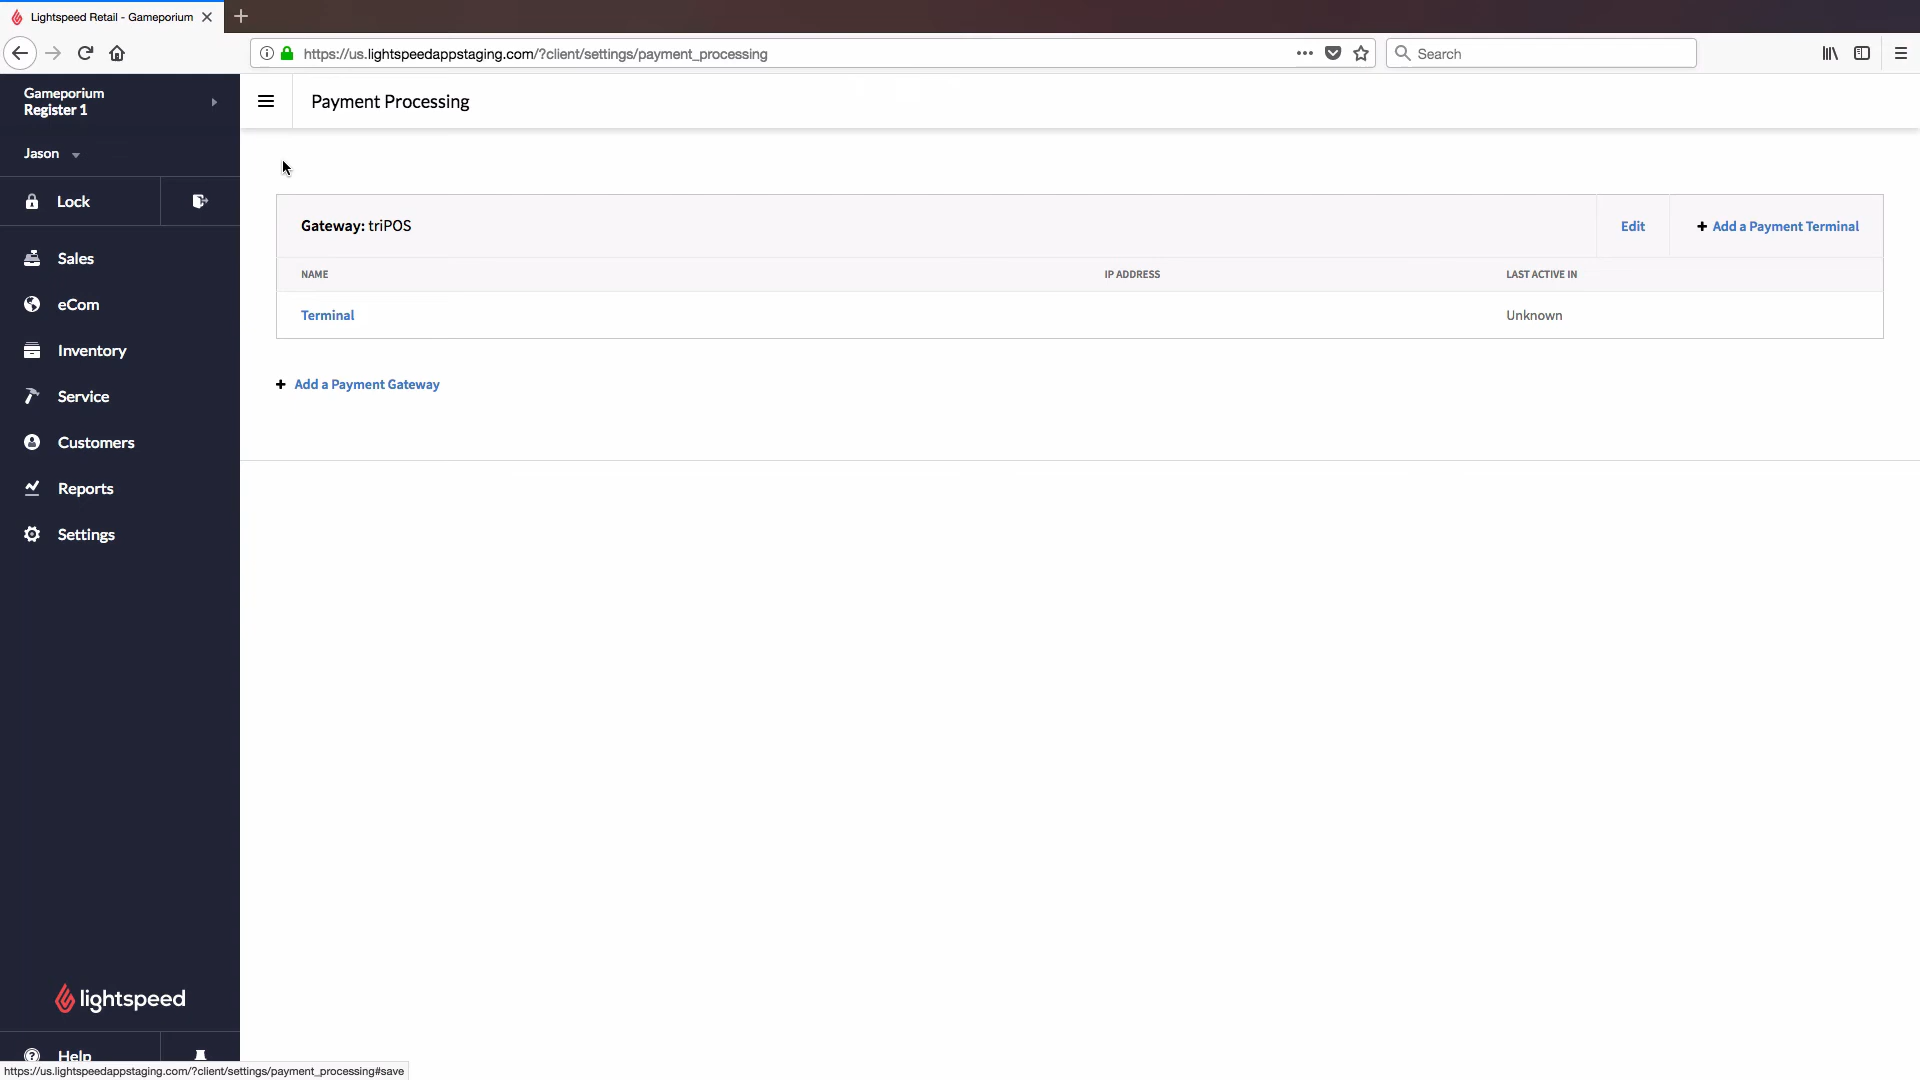 Lightspeed Retail - Gameporium
https://us.lightspeedappstaging.com/?client/settings/payment_processing
Search
Gameporium
Register 1
Payment Processing
Jason
Lock
Sales
eCom
Inventory
Service
Customers
Reports
Settings
Gateway: triPOS
Edit
+ Add a Payment Terminal
NAME
IP ADDRESS
LAST ACTIVE IN
Terminal
Unknown
+ Add a Payment Gateway
lightspeed
Help
https://us.lightspeedappstaging.com/?client/settings/payment_processing#save